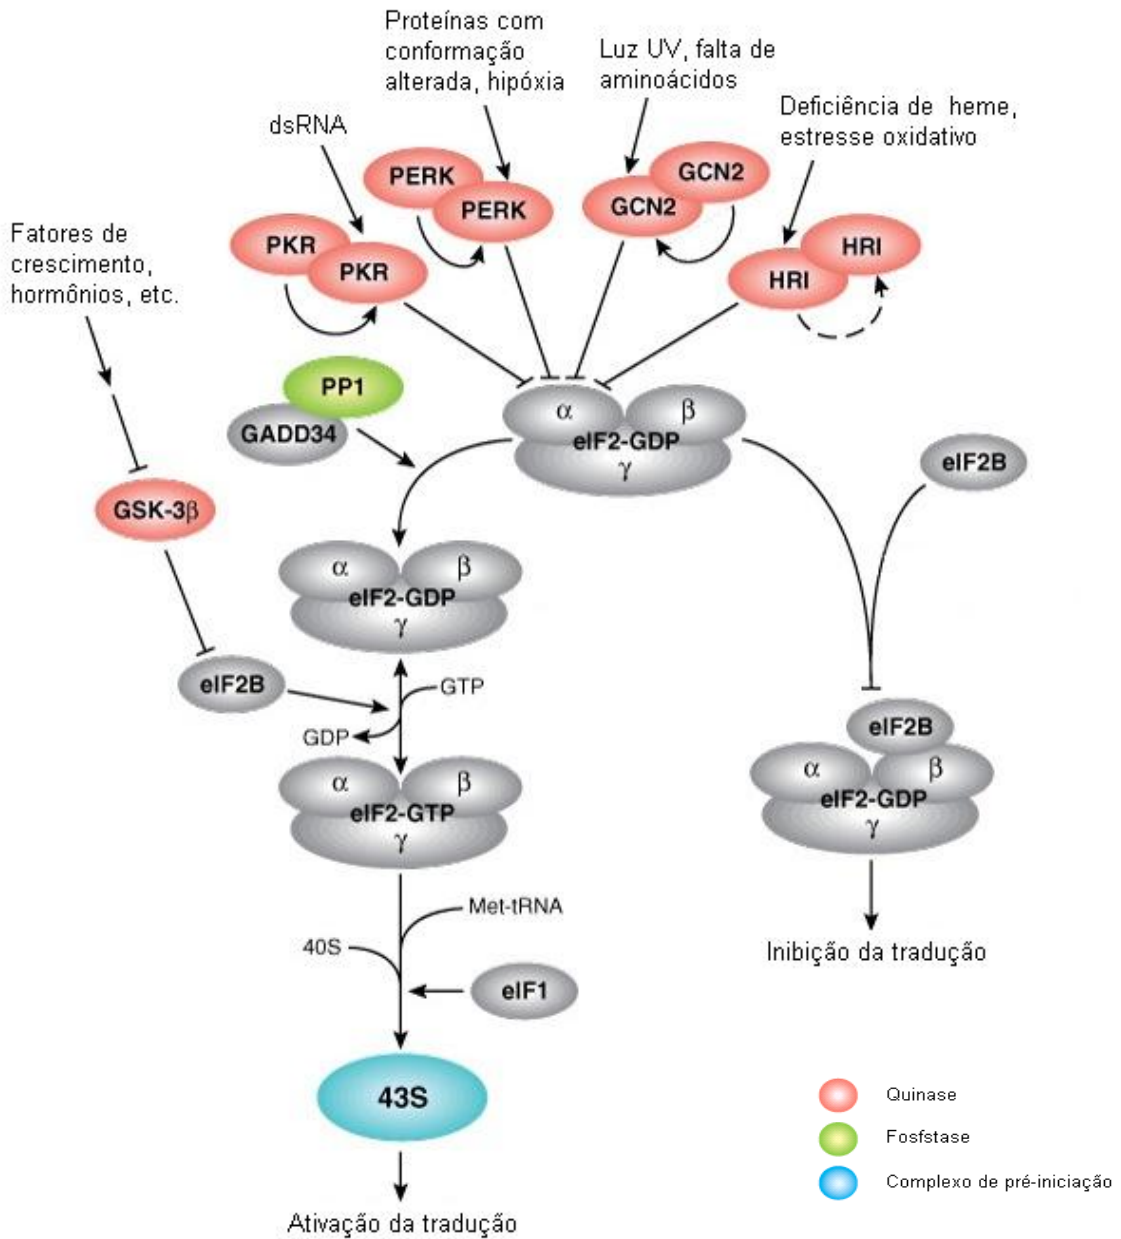 Proteínas com
conformação
alterada, hipóxia
Luz UV, falta de
aminoácidos
Deficiência de heme,
estresse oxidativo
dsRNA
PERK
PERK
GCN2
GCN2
PKR
PKR
HRI
HRI
Fatores de
crescimento,
hormônios, etc.
PP1
GADD34
α
β
eIF2-GDP
γ
eIF2B
GSK-3β
α
β
eIF2-GDP
γ
eIF2B
GTP
GDP
α
β
eIF2-GTP
γ
eIF2B
α
β
eIF2-GDP
γ
Met-tRNA
40S
eIF1
Inibição da tradução
43S
Ativação da tradução
Quinase
Fosfstase
Complexo de pré-iniciação